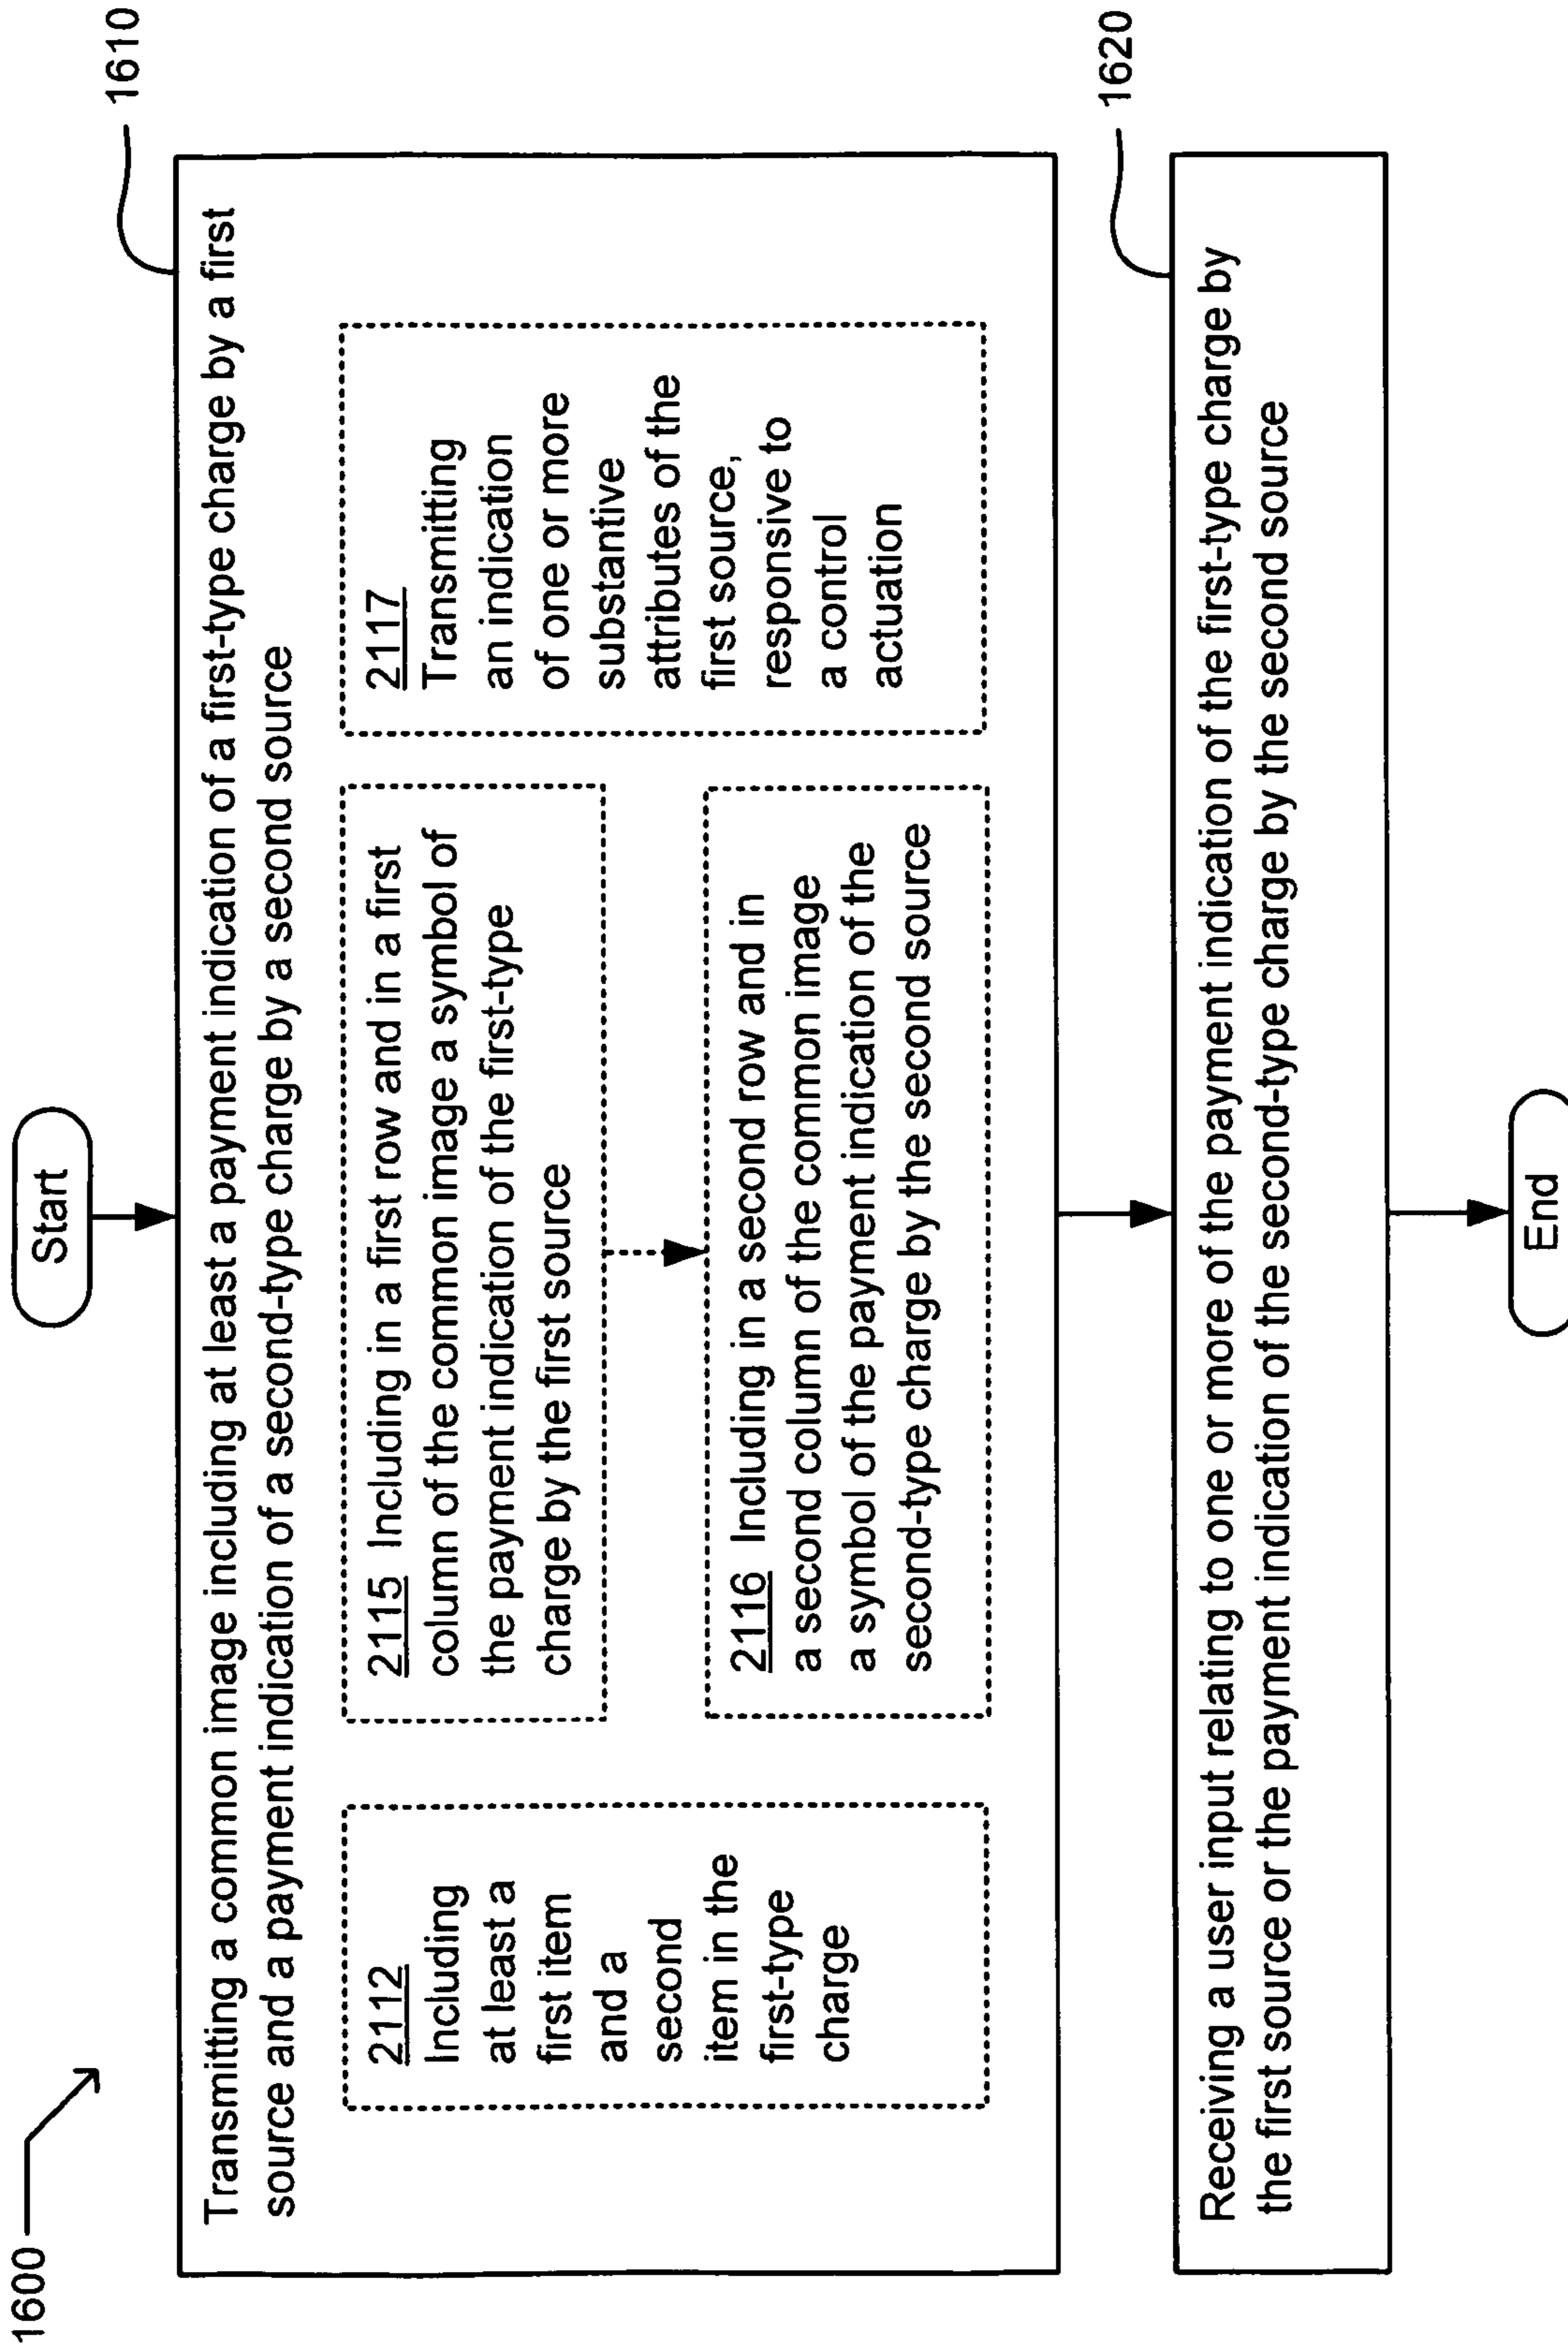 1600
Start
1610
Transmitting a common image including at least a payment indication of a first-type charge by a first
source and a payment indication of a second-type charge by a second source
2112
Including
at least a
first item
and a
second
item in the
first-type
charge
2115 Including in a first row and in a first
column of the common image a symbol of
the payment indication of the first-type
charge by the first source
2116 Including in a second row and in
a second column of the common image
a symbol of the payment indication of the
second-type charge by the second source
2117
Transmitting
an indication
of one or more
substantive
attributes of the
first source,
responsive to
a control
actuation
1620
Receiving a user input relating to one or more of the payment indication of the first-type charge by
the first source or the payment indication of the second-type charge by the second source
End